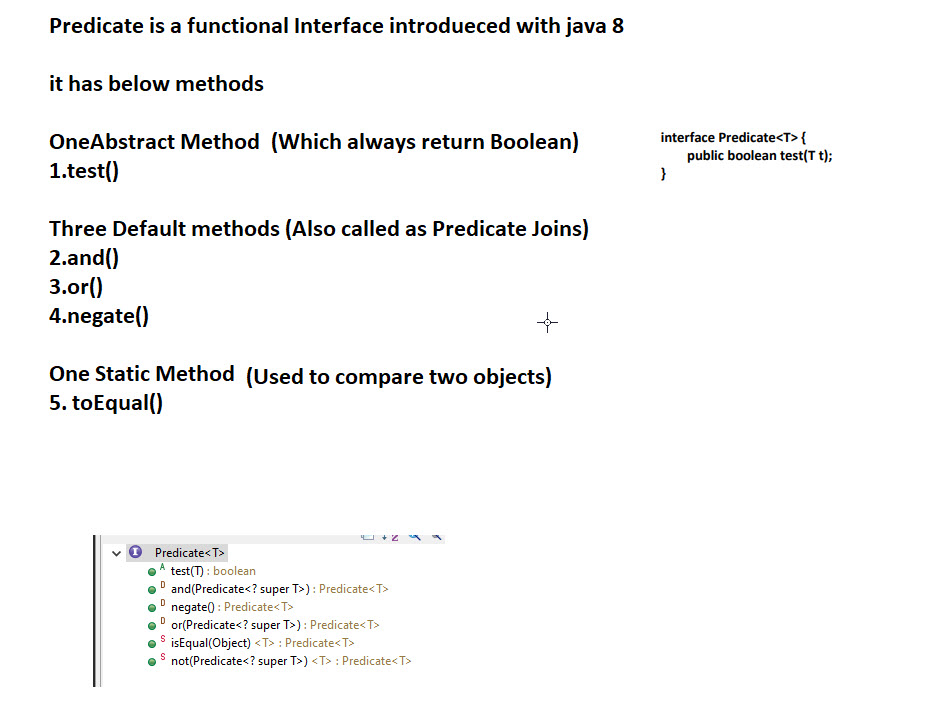 Predicate is a functional Interface introdueced with java 8
it has below methods
OneAbstract Method (Which always return Boolean)
1.test()
interface Predicate<T> {
public boolean test(T t);
}
Three Default methods (Also called as Predicate Joins)
2.and()
3.or()
4.negate()
One Static Method (Used to compare two objects)
5. toEqual()
I Predicate<T>
A test(T) : boolean
D and(Predicate<? super T>) : Predicate<T>
D negate() : Predicate<T>
D or(Predicate<? super T>) : Predicate<T>
S isEqual(Object) <T> : Predicate<T>
S not(Predicate<? super T>) <T> : Predicate<T>